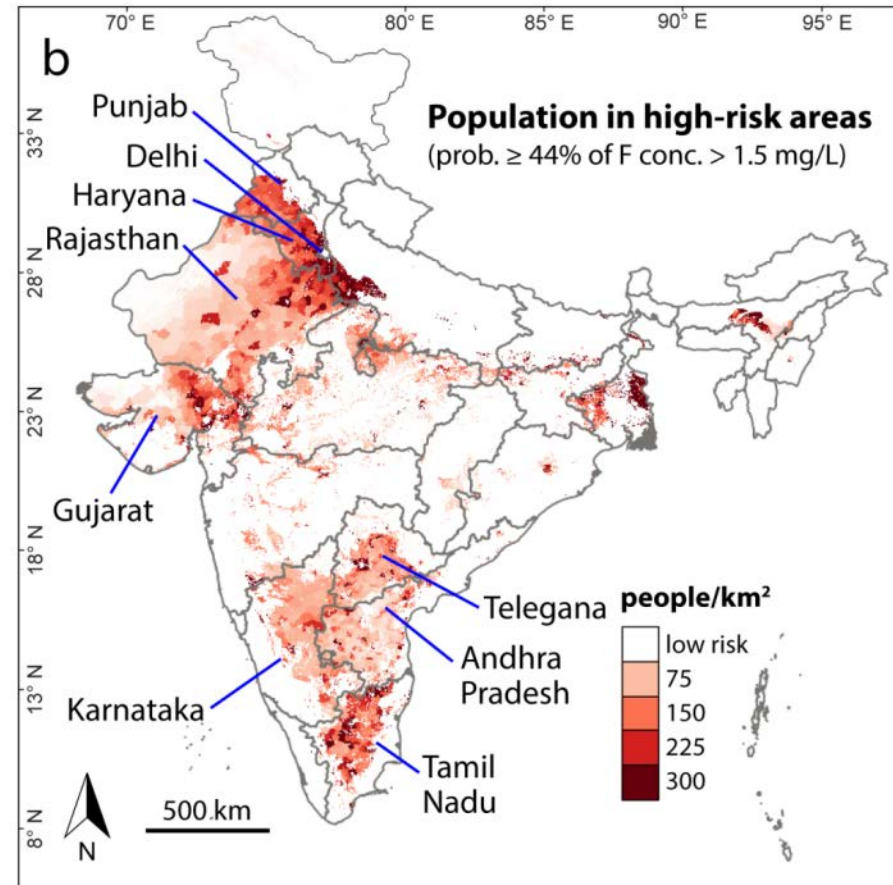 70° E
80° E
85° E
90° E
95° E
b
Population in high-risk areas
(prob. ≥ 44% of F conc. > 1.5 mg/L)
33° N
28° N
23° N
18° N
13° N
8° N
Punjab
Delhi
Haryana
Rajasthan
Gujarat
Telegana
Andhra
Pradesh
Karnataka
Tamil
Nadu
people/km²
low risk
75
150
225
300
N
500 km